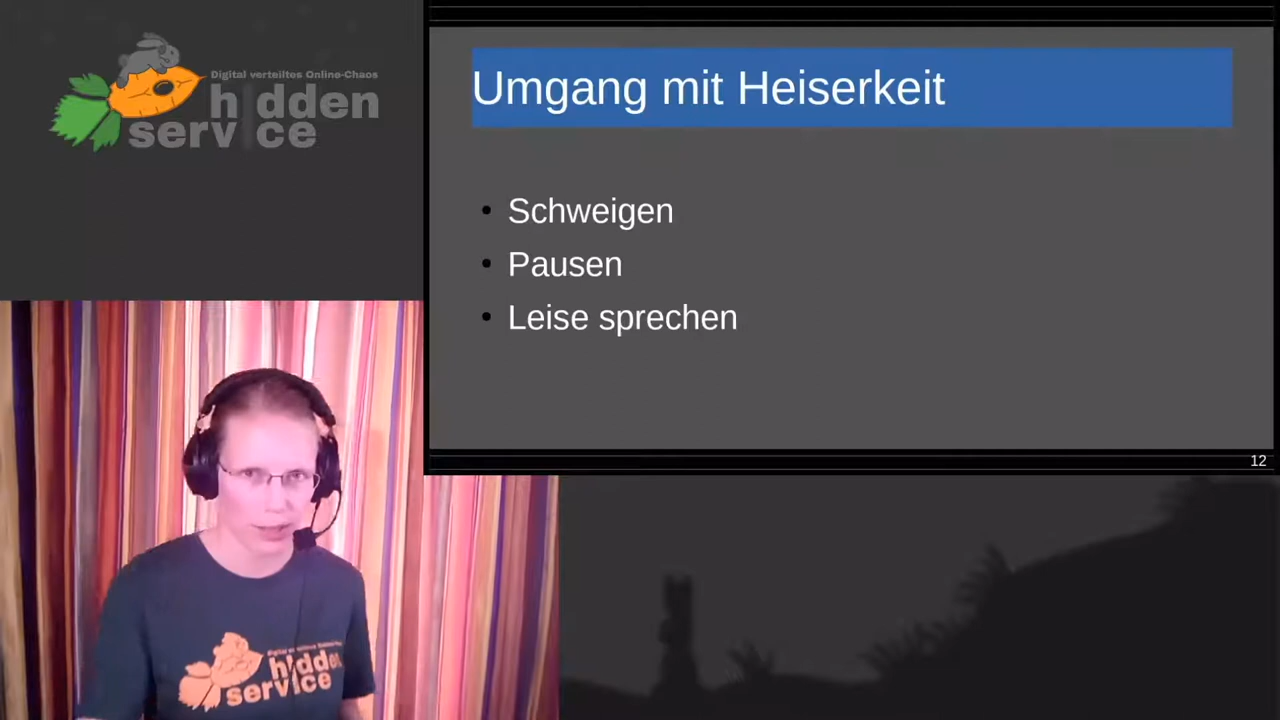 Digital verteiltes Online-Chaos
hidden
service
Umgang mit Heiserkeit
Schweigen
Pausen
Leise sprechen
12
hidden
service